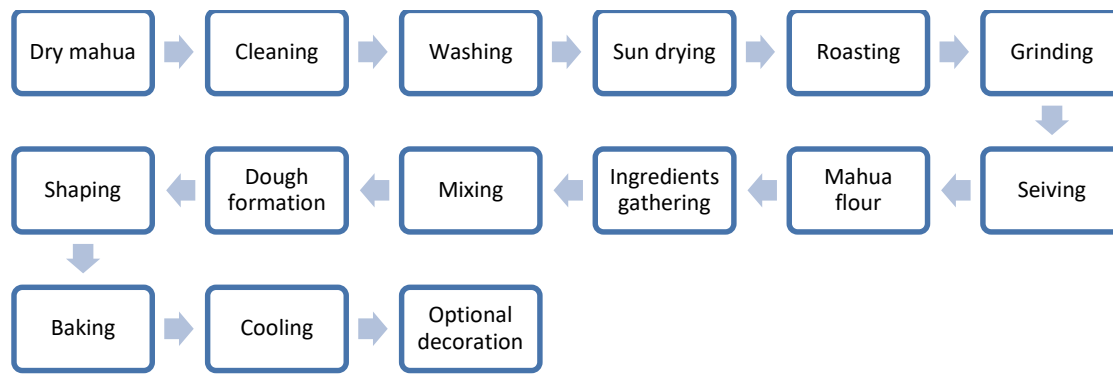 Dry mahua
Cleaning
Washing
Sun drying
Roasting
Grinding
Seiving
Mahua
flour
Ingredients
gathering
Mixing
Dough
formation
Shaping
Baking
Cooling
Optional
decoration